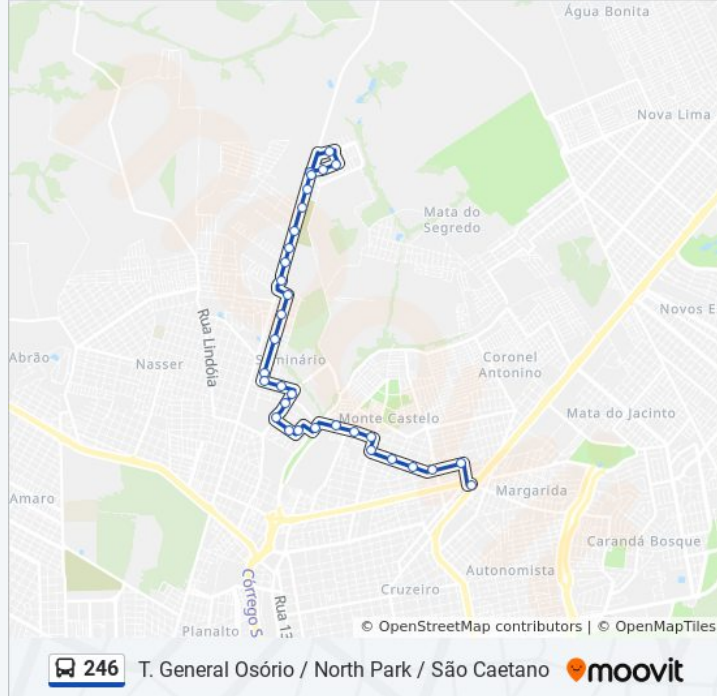 Água Bonita
Nova Lima
Mata do
Segredo
Novos E
Rua Lindóia
Abrão
Nasser
Seminário
Coronel
Antonino
Monte Castelo
Mata do Jacinto
Amaro
Margarida
Carandá Bosque
Autonomista
Córrego S
Rua 13
Cruzeiro
Planalto
© OpenStreetMap contributors | © OpenMapTiles
246 T. General Osório / North Park / São Caetano moovit